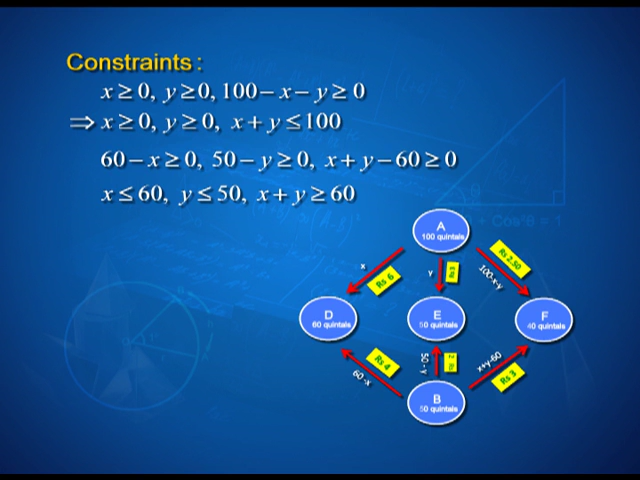 Constraints :
x ≥ 0, y ≥ 0, 100 – x – y ≥ 0
⇒ x ≥ 0, y ≥ 0, x + y ≤ 100
60 – x ≥ 0, 50 – y ≥ 0, x + y – 60 ≥ 0
x ≤ 60, y ≤ 50, x + y ≥ 60
A
100 quintals
x
Rs 6
y
Rs 3
Rs 2.50
100-x-y
D
60 quintals
E
50 quintals
F
40 quintals
Rs 4
60 -x
50 - y
2 Rs
x+y-60
Rs 3
B
50 quintals
+ Cos²θ = 1